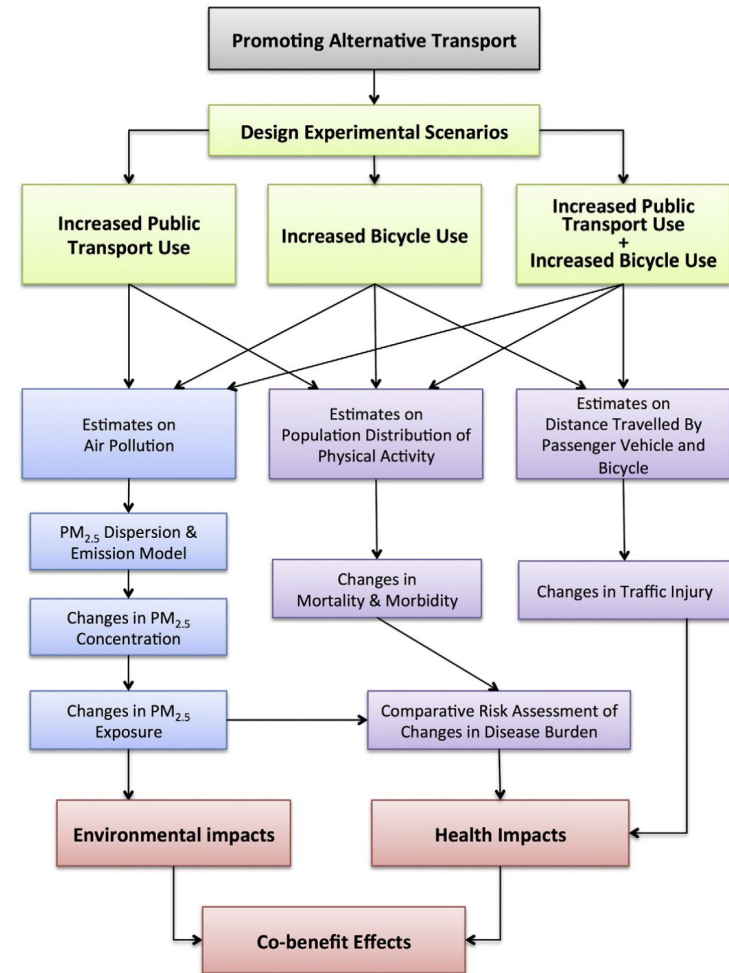 Promoting Alternative Transport
Design Experimental Scenarios
Increased Public
Transport Use
Increased Bicycle Use
Increased Public
Transport Use
+
Increased Bicycle Use
Estimates on
Air Pollution
Estimates on
Population Distribution of
Physical Activity
Estimates on
Distance Travelled By
Passenger Vehicle and
Bicycle
PM₂.₅ Dispersion &
Emission Model
Changes in
Mortality & Morbidity
Changes in Traffic Injury
Changes in PM₂.₅
Concentration
Changes in PM₂.₅
Exposure
Comparative Risk Assessment of
Changes in Disease Burden
Environmental impacts
Health Impacts
Co-benefit Effects